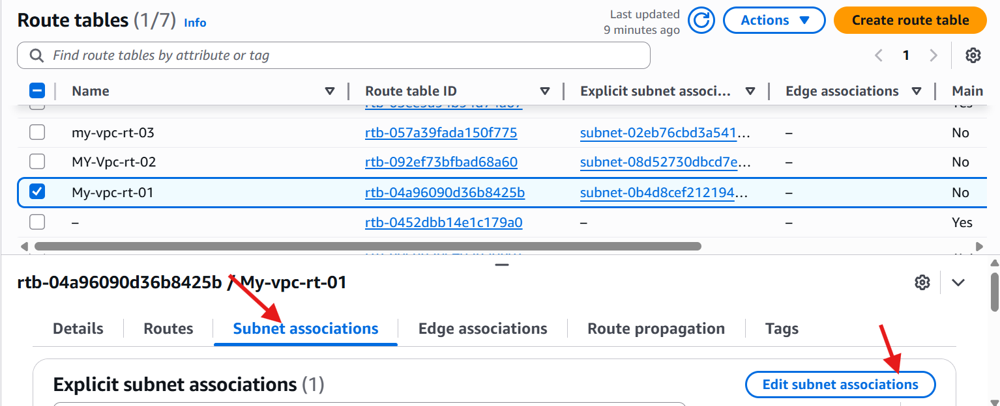 Route tables (1/7) Info
Last updated
9 minutes ago
Actions
Create route table
Find route tables by attribute or tag
1
Name
Route table ID
Explicit subnet associ...
Edge associations
Main
Yes
my-vpc-rt-03 rtb-057a39fada150f775 subnet-02eb76cbd3a541... – No
MY-Vpc-rt-02 rtb-092ef73bfbad68a60 subnet-08d52730dbcd7e... – No
My-vpc-rt-01 rtb-04a96090d36b8425b subnet-0b4d8cef212194... – No
– rtb-0452dbb14e1c179a0 – – Yes
rtb-04a96090d36b8425b / My-vpc-rt-01
Details Routes Subnet associations Edge associations Route propagation Tags
Explicit subnet associations (1)
Edit subnet associations